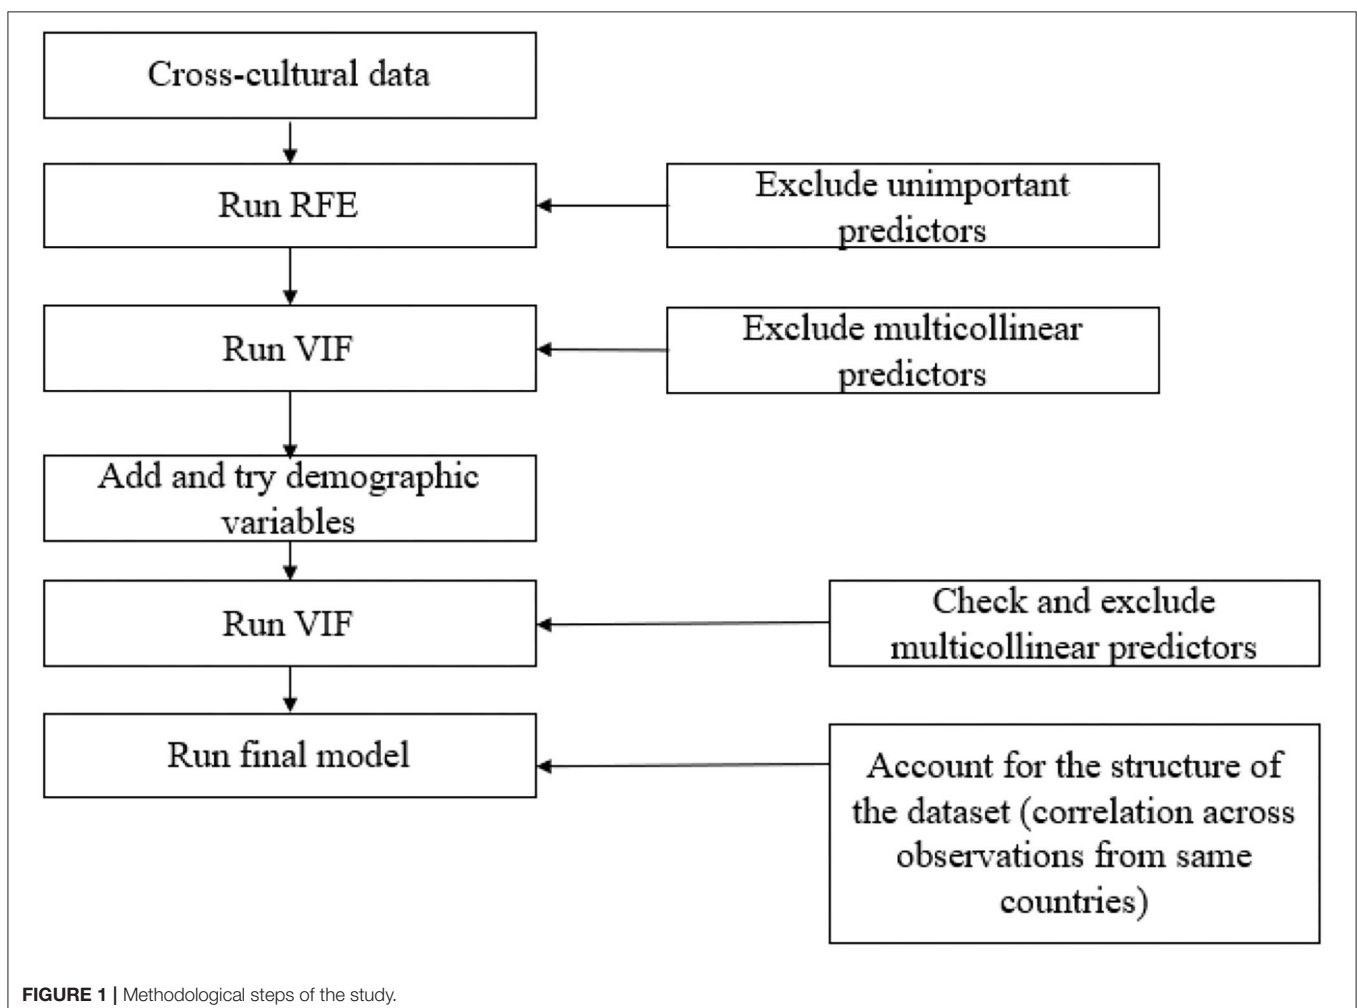 Cross-cultural data
Run RFE
Exclude unimportant
predictors
Run VIF
Exclude multicollinear
predictors
Add and try demographic
variables
Run VIF
Check and exclude
multicollinear predictors
Run final model
Account for the structure of
the dataset (correlation across
observations from same
countries)
FIGURE 1 | Methodological steps of the study.